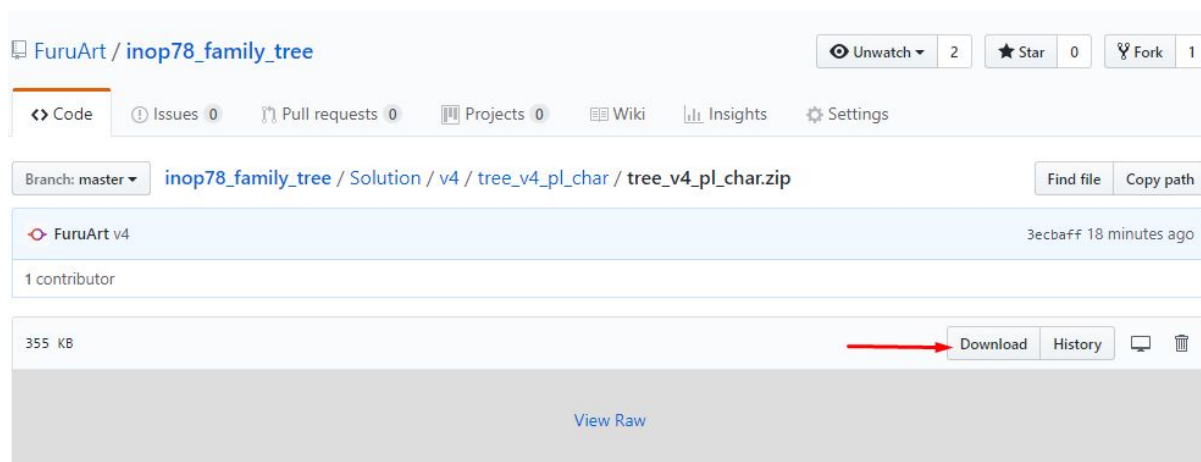 FuruArt / inop78_family_tree Unwatch 2 Star 0 Fork 1
Code Issues 0 Pull requests 0 Projects 0 Wiki Insights Settings
Branch: master inop78_family_tree / Solution / v4 / tree_v4_pl_char / tree_v4_pl_char.zip Find file Copy path
FuruArt v4 3ecbaff 18 minutes ago
1 contributor
355 KB Download History
View Raw